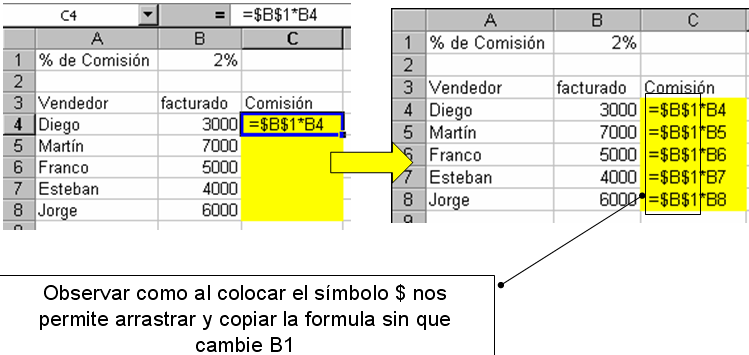 C4 = =$B$1*B4
A B C
1 % de Comisión 2%
2
3 Vendedor facturado Comisión
4 Diego 3000 =$B$1*B4
5 Martín 7000
6 Franco 5000
7 Esteban 4000
8 Jorge 6000
A B C
1 % de Comisión 2%
2
3 Vendedor facturado Comisión
4 Diego 3000 =$B$1*B4
5 Martín 7000 =$B$1*B5
6 Franco 5000 =$B$1*B6
7 Esteban 4000 =$B$1*B7
8 Jorge 6000 =$B$1*B8
9
Observar como al colocar el símbolo $ nos
permite arrastrar y copiar la formula sin que
cambie B1